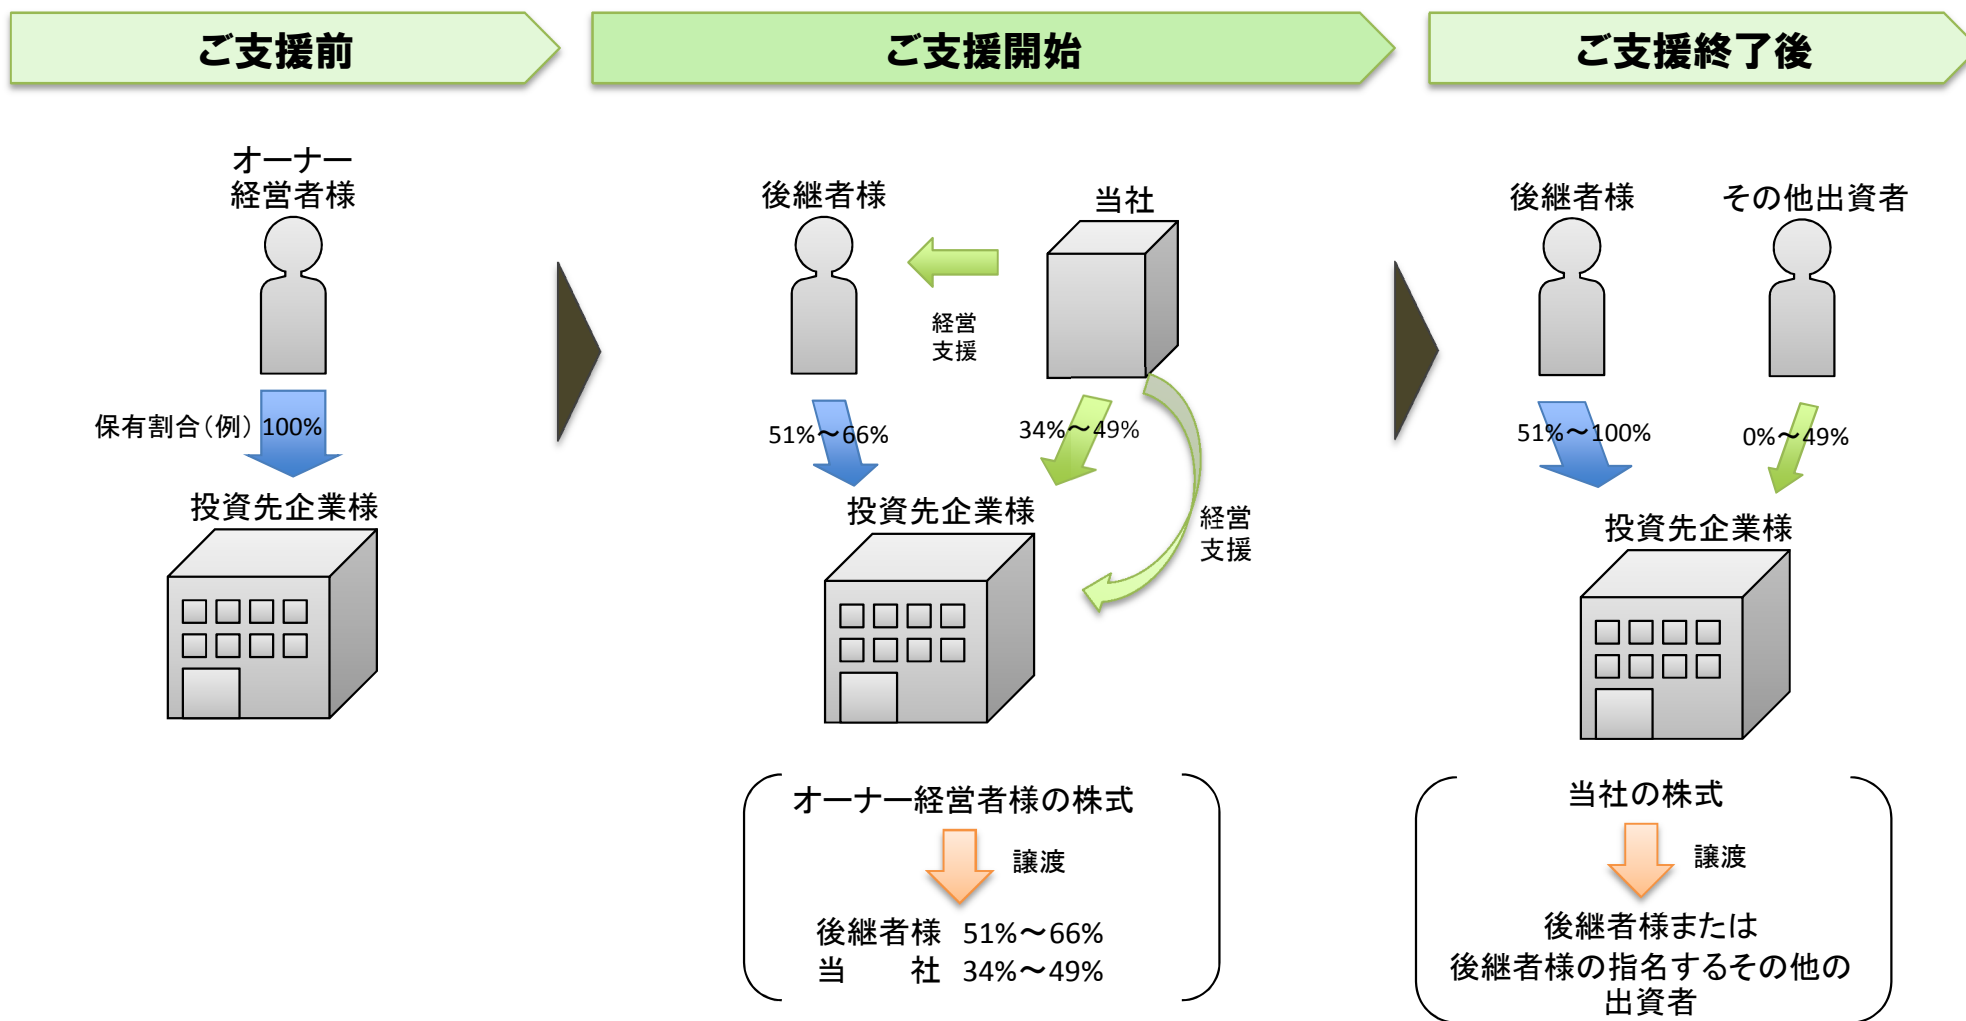 ご支援前
ご支援開始
ご支援終了後
オーナー
経営者様
保有割合(例) 100%
投資先企業様
後継者様
当社
経営
支援
51%～66%
34%～49%
投資先企業様
経営
支援
オーナー経営者様の株式
譲渡
後継者様 51%～66%
当　　社 34%～49%
後継者様
その他出資者
51%～100%
0%～49%
投資先企業様
当社の株式
譲渡
後継者様または
後継者様の指名するその他の
出資者